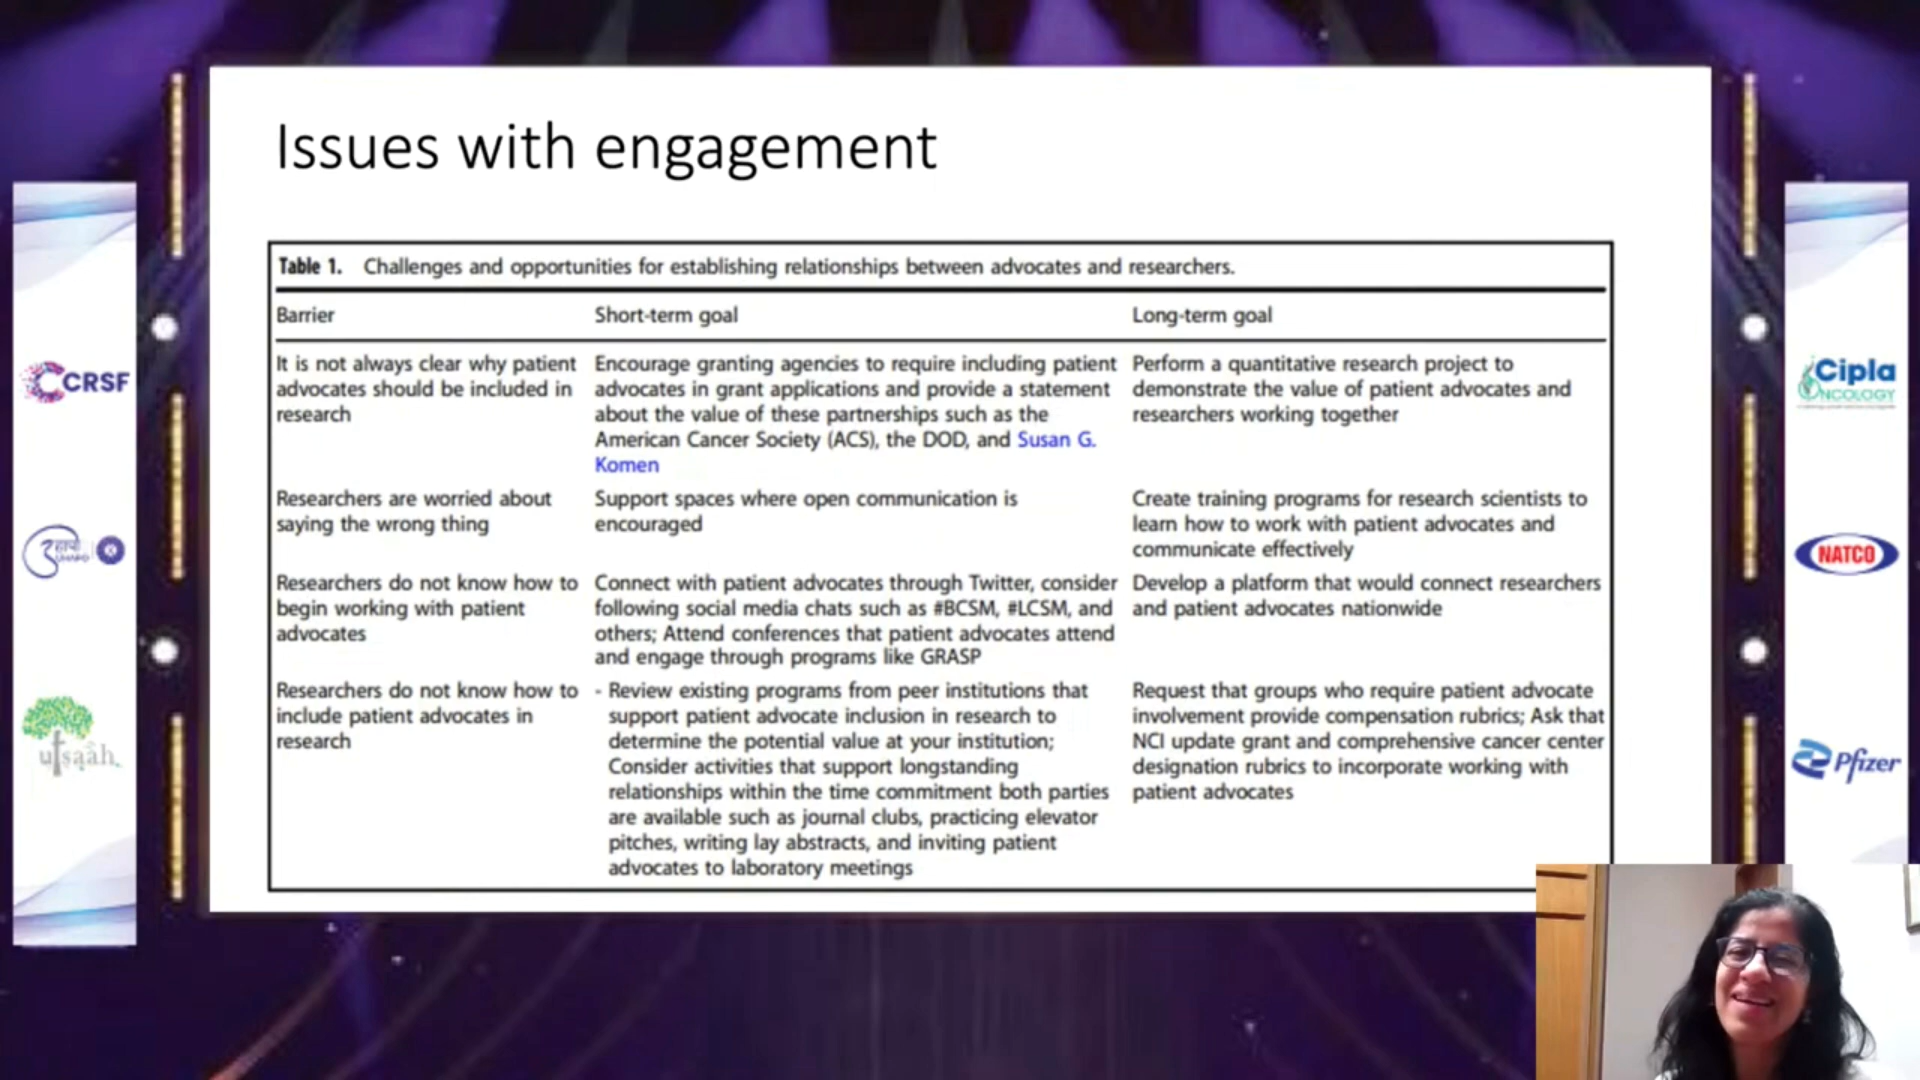 Issues with engagement
Table 1. Challenges and opportunities for establishing relationships between advocates and researchers.
Barrier
Short-term goal
Long-term goal
It is not always clear why patient
advocates should be included in
research
Encourage granting agencies to require including patient
advocates in grant applications and provide a statement
about the value of these partnerships such as the
American Cancer Society (ACS), the DOD, and Susan G.
Komen
Perform a quantitative research project to
demonstrate the value of patient advocates and
researchers working together
Researchers are worried about
saying the wrong thing
Support spaces where open communication is
encouraged
Create training programs for research scientists to
learn how to work with patient advocates and
communicate effectively
Researchers do not know how to
begin working with patient
advocates
Connect with patient advocates through Twitter, consider
following social media chats such as #BCSM, #LCSM, and
others; Attend conferences that patient advocates attend
and engage through programs like GRASP
Develop a platform that would connect researchers
and patient advocates nationwide
Researchers do not know how to
include patient advocates in
research
- Review existing programs from peer institutions that
support patient advocate inclusion in research to
determine the potential value at your institution;
Consider activities that support longstanding
relationships within the time commitment both parties
are available such as journal clubs, practicing elevator
pitches, writing lay abstracts, and inviting patient
advocates to laboratory meetings
Request that groups who require patient advocate
involvement provide compensation rubrics; Ask that
NCI update grant and comprehensive cancer center
designation rubrics to incorporate working with
patient advocates
CRSF
utsaah
Cipla
ONCOLOGY
NATCO
Pfizer